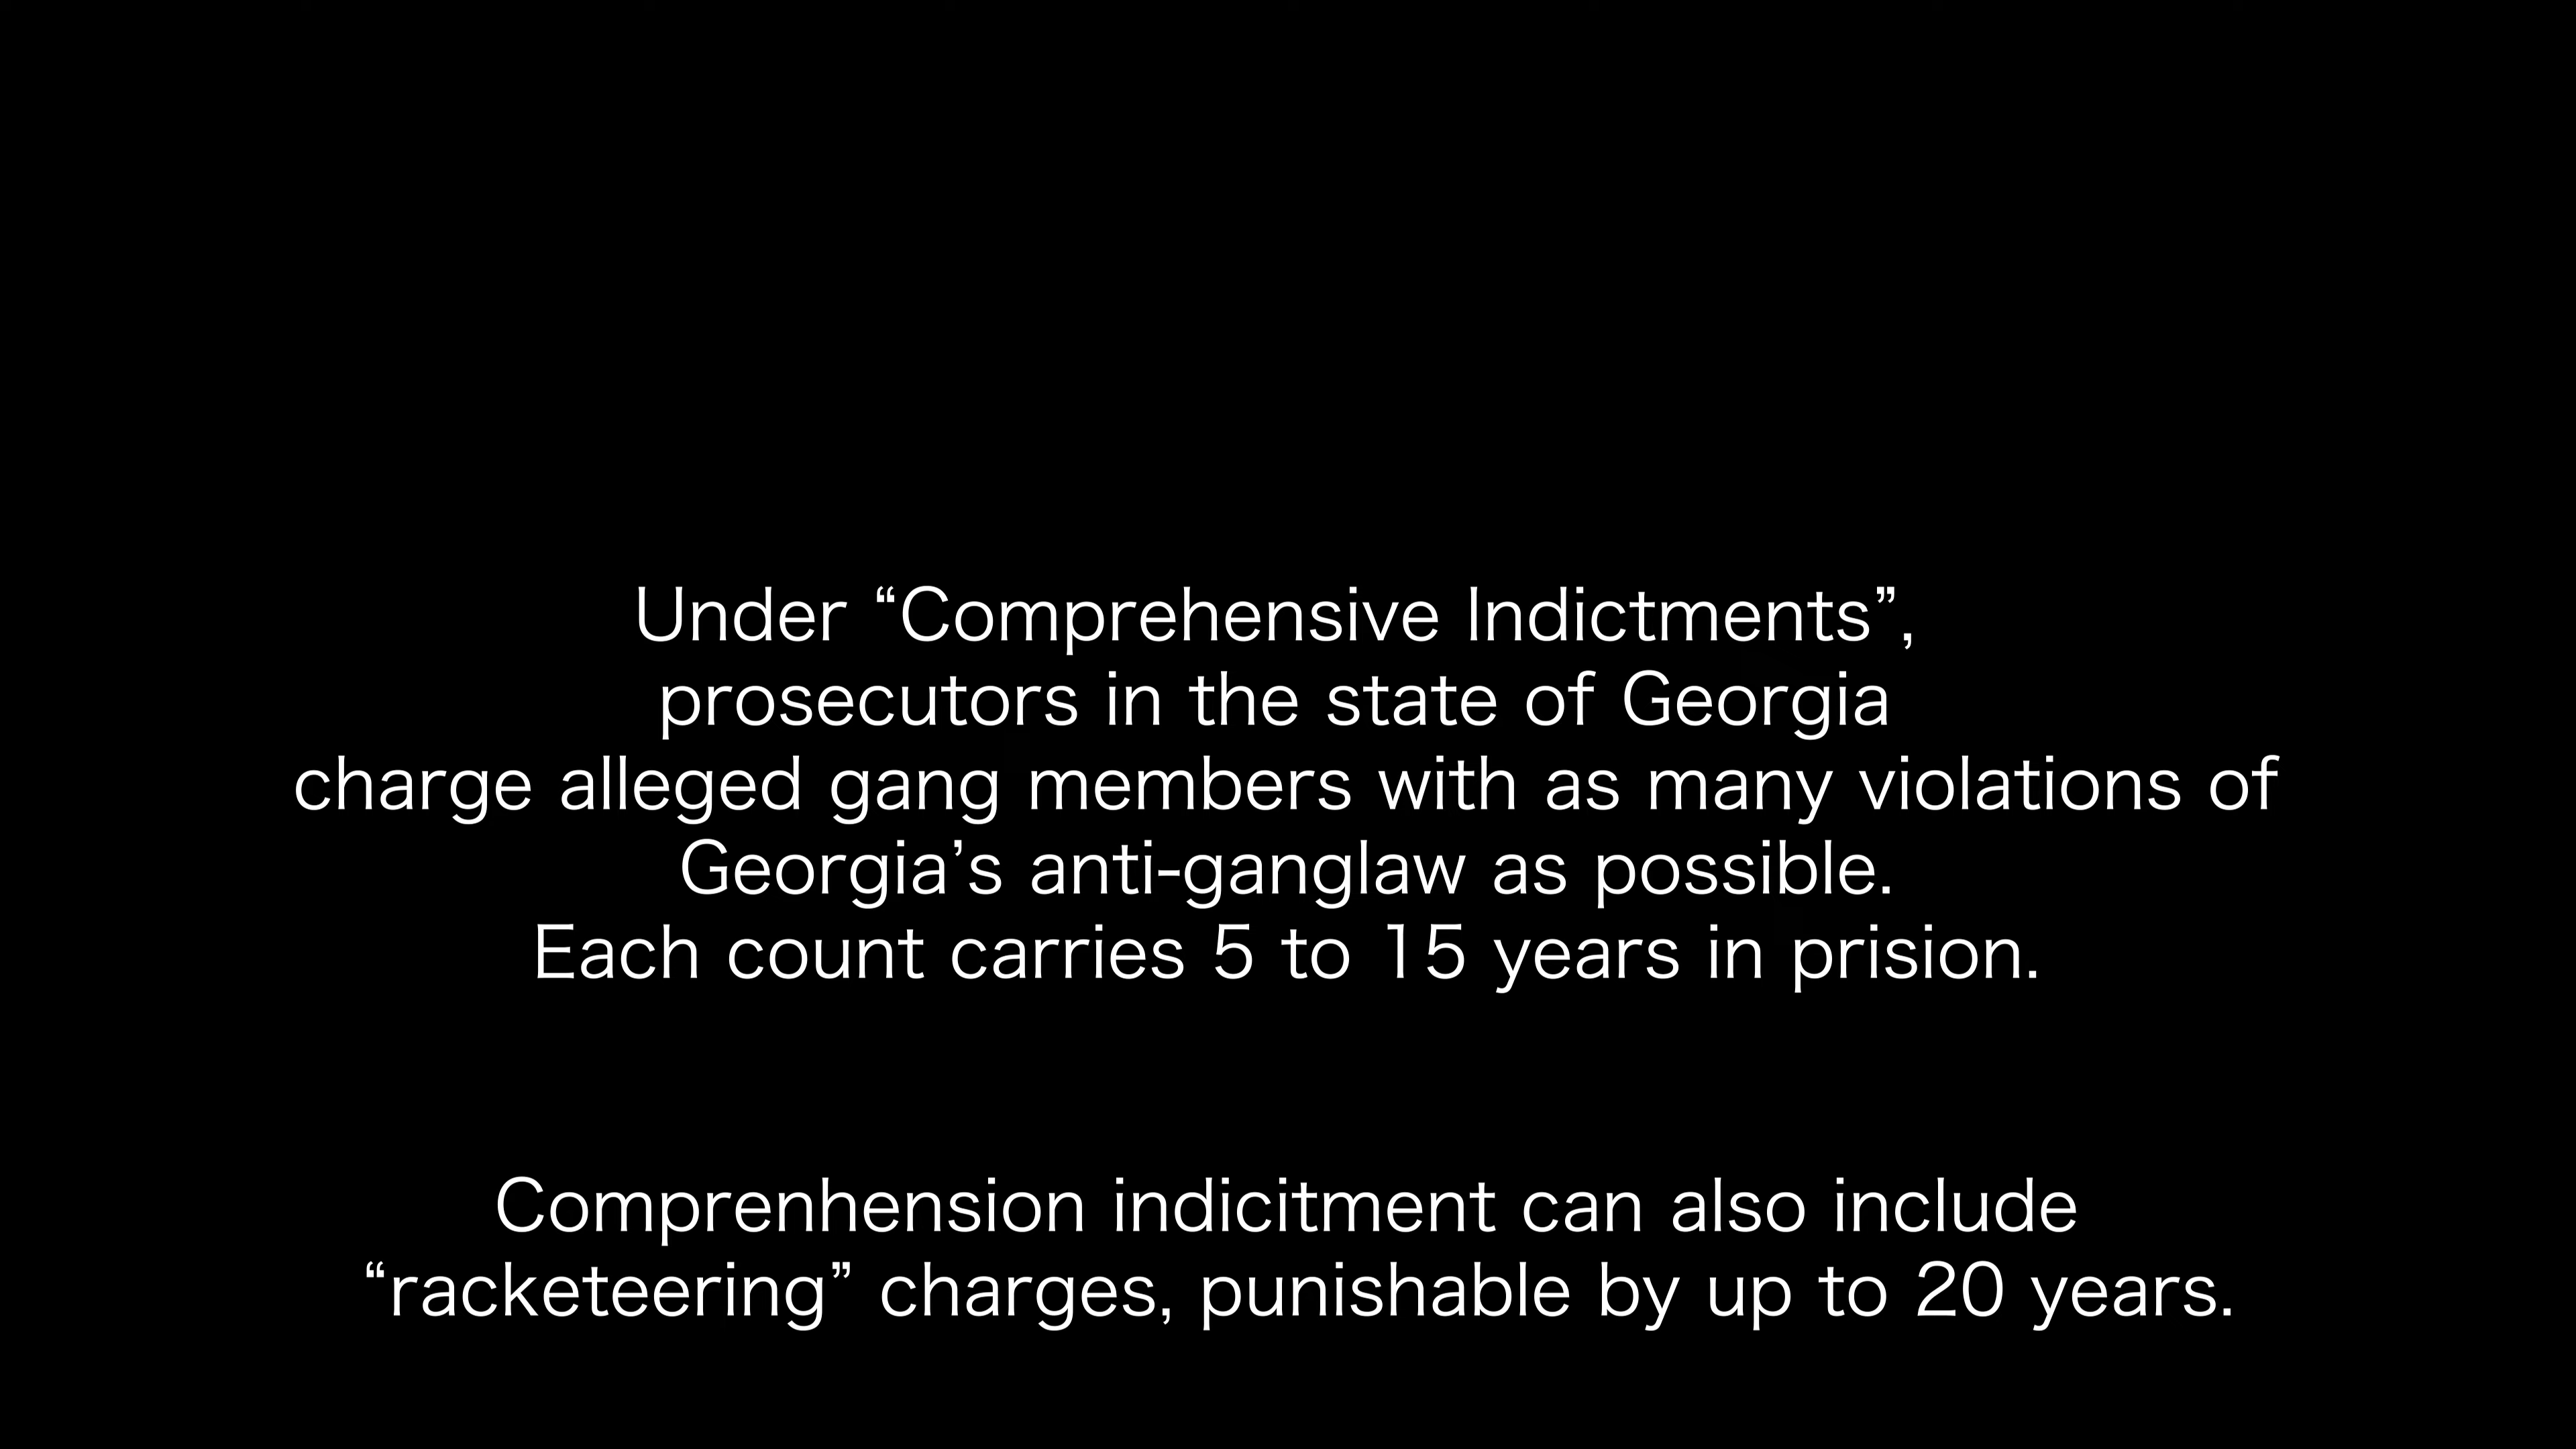 Under “Comprehensive Indictments”,
prosecutors in the state of Georgia
charge alleged gang members with as many violations of
Georgia’s anti-ganglaw as possible.
Each count carries 5 to 15 years in prision.
Comprenhension indicitment can also include
“racketeering” charges, punishable by up to 20 years.